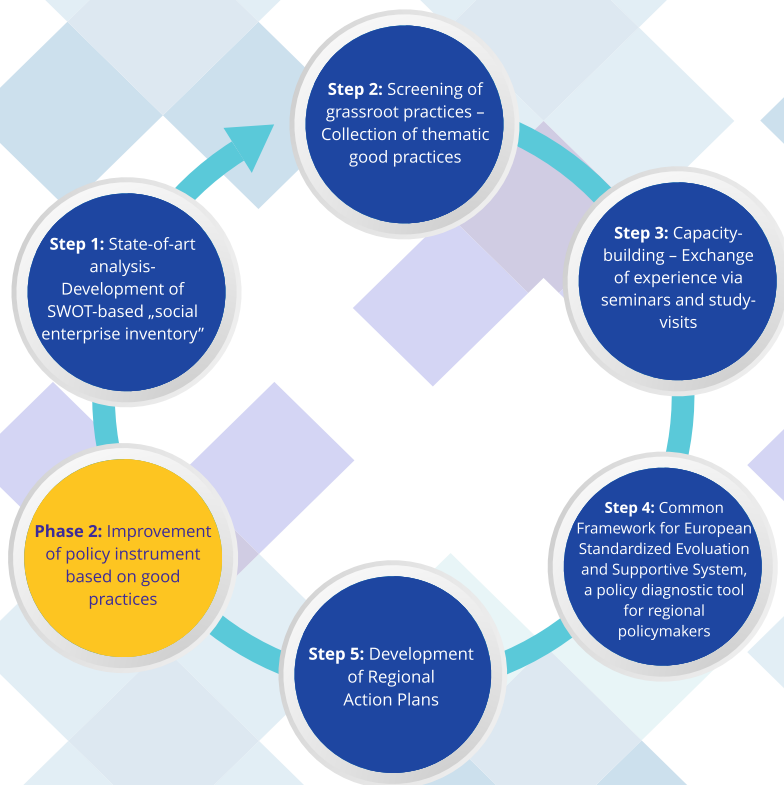 Step 1: State-of-art
analysis-
Development of
SWOT-based „social
enterprise inventory”
Step 2: Screening of
grassroot practices –
Collection of thematic
good practices
Step 3: Capacity-
building – Exchange
of experience via
seminars and study-
visits
Step 4: Common
Framework for European
Standardized Evoluation
and Supportive System,
a policy diagnostic tool
for regional
policymakers
Step 5: Development
of Regional
Action Plans
Phase 2: Improvement
of policy instrument
based on good
practices